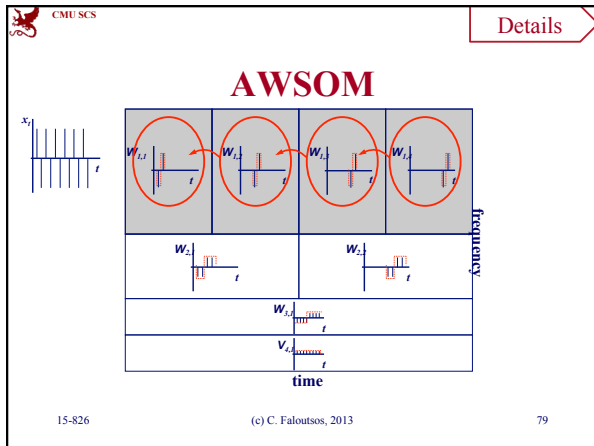 CMU SCS
Details
AWSOM
xt
t
W1,1
t
W1,2
t
W1,3
t
W1,4
t
frequency
W2,1
t
W2,2
t
W3,1
t
V4,1
t
time
15-826
(c) C. Faloutsos, 2013
79